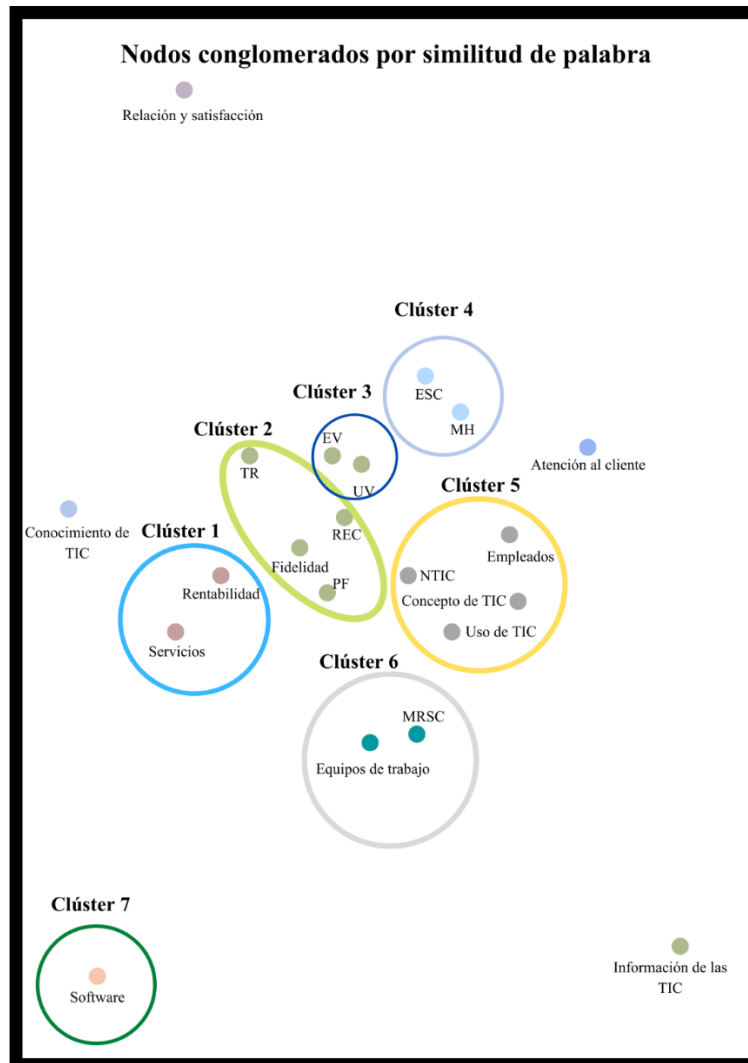 Nodos conglomerados por similitud de palabra
Relación y satisfacción
Clúster 4
ESC
MH
Clúster 3
EV
UV
Clúster 2
TR
REC
Fidelidad
PF
Atención al cliente
Conocimiento de
TIC
Clúster 1
Rentabilidad
Servicios
Clúster 5
Empleados
NTIC
Concepto de TIC
Uso de TIC
Clúster 6
MRSC
Equipos de trabajo
Clúster 7
Software
Información de las
TIC